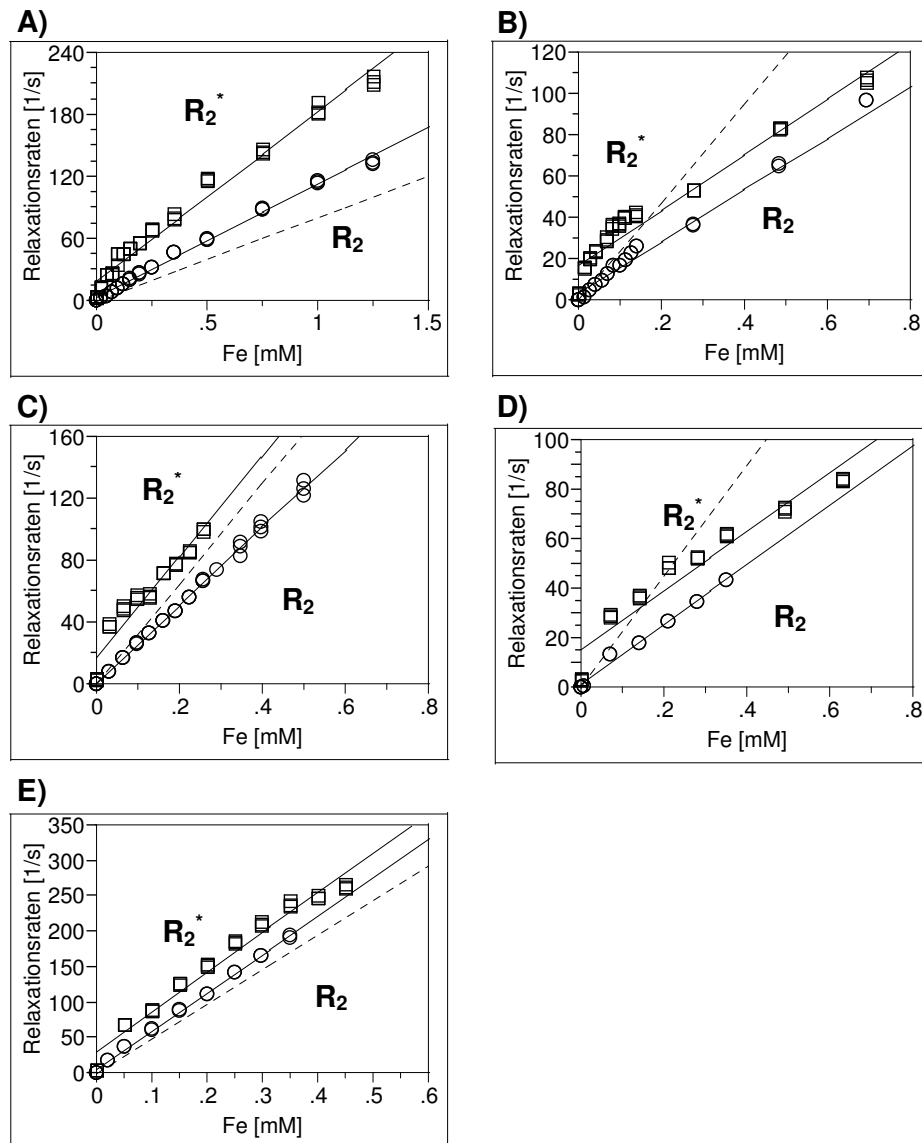 A)
Relaxationsraten [1/s]
240
180
120
60
0
R2*
R2
0 .5 1 1.5
Fe [mM]
B)
Relaxationsraten [1/s]
120
100
80
60
40
20
0
R2*
R2
0 .2 .4 .6 .8
Fe [mM]
C)
Relaxationsraten [1/s]
160
120
80
40
0
R2*
R2
0 .2 .4 .6 .8
Fe [mM]
D)
Relaxationsraten [1/s]
100
80
60
40
20
0
R2*
R2
0 .2 .4 .6 .8
Fe [mM]
E)
Relaxationsraten [1/s]
350
300
250
200
150
100
50
0
R2*
R2
0 .1 .2 .3 .4 .5 .6
Fe [mM]